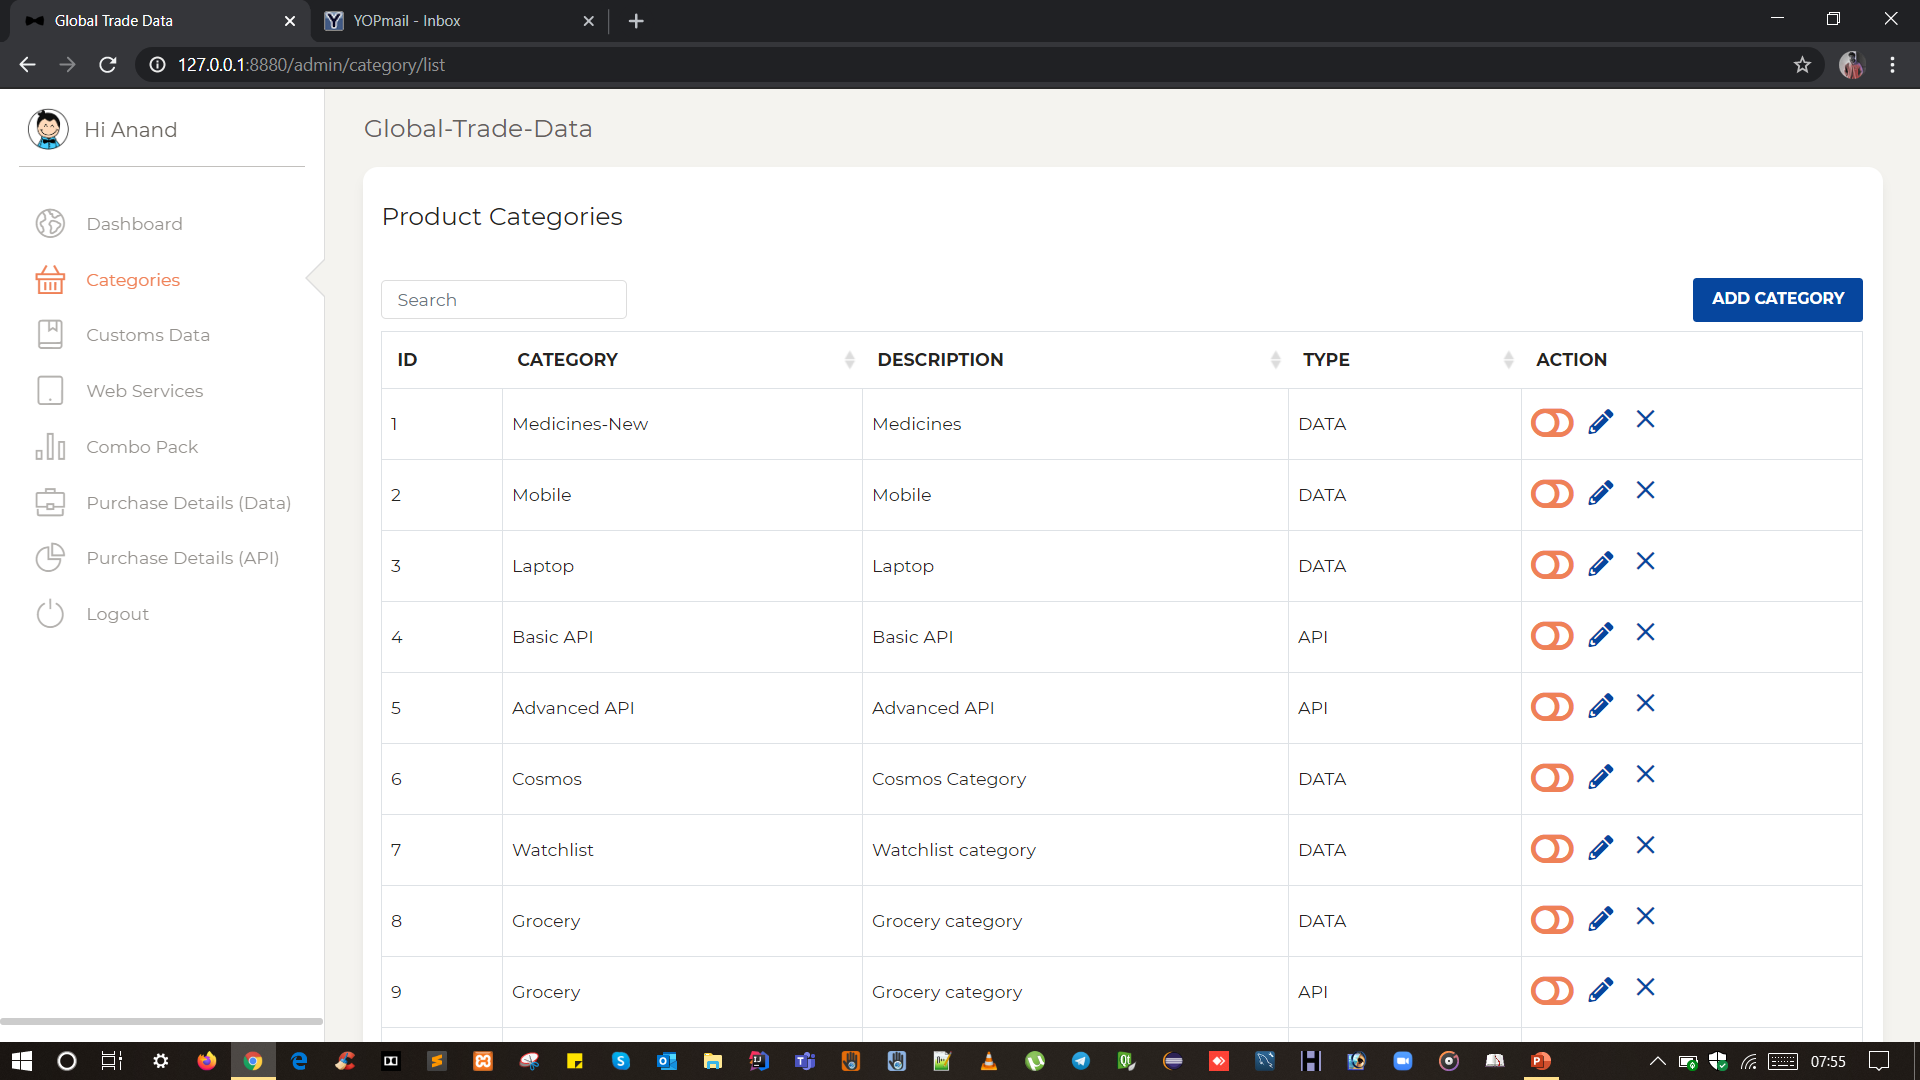 Global Trade Data
YOPmail - Inbox
127.0.0.1:8880/admin/category/list
Hi Anand
Dashboard
Categories
Customs Data
Web Services
Combo Pack
Purchase Details (Data)
Purchase Details (API)
Logout
Global-Trade-Data
Product Categories
Search
ADD CATEGORY
ID CATEGORY DESCRIPTION TYPE ACTION
1 Medicines-New Medicines DATA
2 Mobile Mobile DATA
3 Laptop Laptop DATA
4 Basic API Basic API API
5 Advanced API Advanced API API
6 Cosmos Cosmos Category DATA
7 Watchlist Watchlist category DATA
8 Grocery Grocery category DATA
9 Grocery Grocery category API
07:55